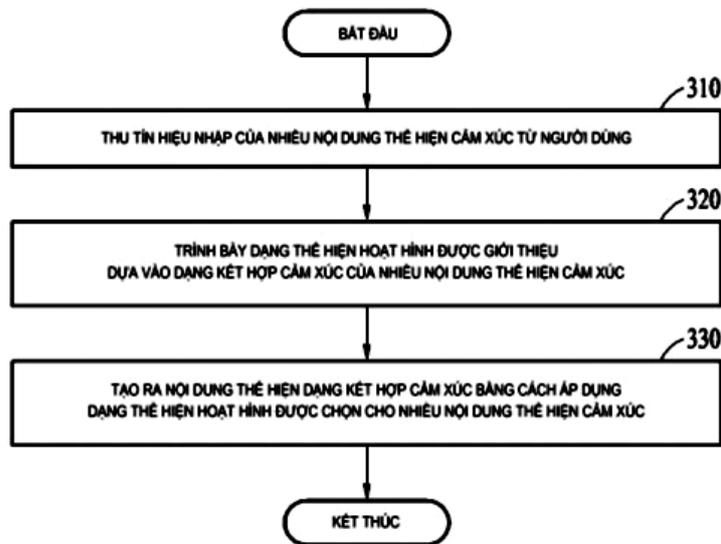 BẮT ĐẦU
310
THU TÍN HIỆU NHẬP CỦA NHIỀU NỘI DUNG THỂ HIỆN CẢM XÚC TỪ NGƯỜI DÙNG
320
TRÌNH BÀY DẠNG THỂ HIỆN HOẠT HÌNH ĐƯỢC GIỚI THIỆU
DỰA VÀO DẠNG KẾT HỢP CẢM XÚC CỦA NHIỀU NỘI DUNG THỂ HIỆN CẢM XÚC
330
TẠO RA NỘI DUNG THỂ HIỆN DẠNG KẾT HỢP CẢM XÚC BẰNG CÁCH ÁP DỤNG
DẠNG THỂ HIỆN HOẠT HÌNH ĐƯỢC CHỌN CHO NHIỀU NỘI DUNG THỂ HIỆN CẢM XÚC
KẾT THÚC